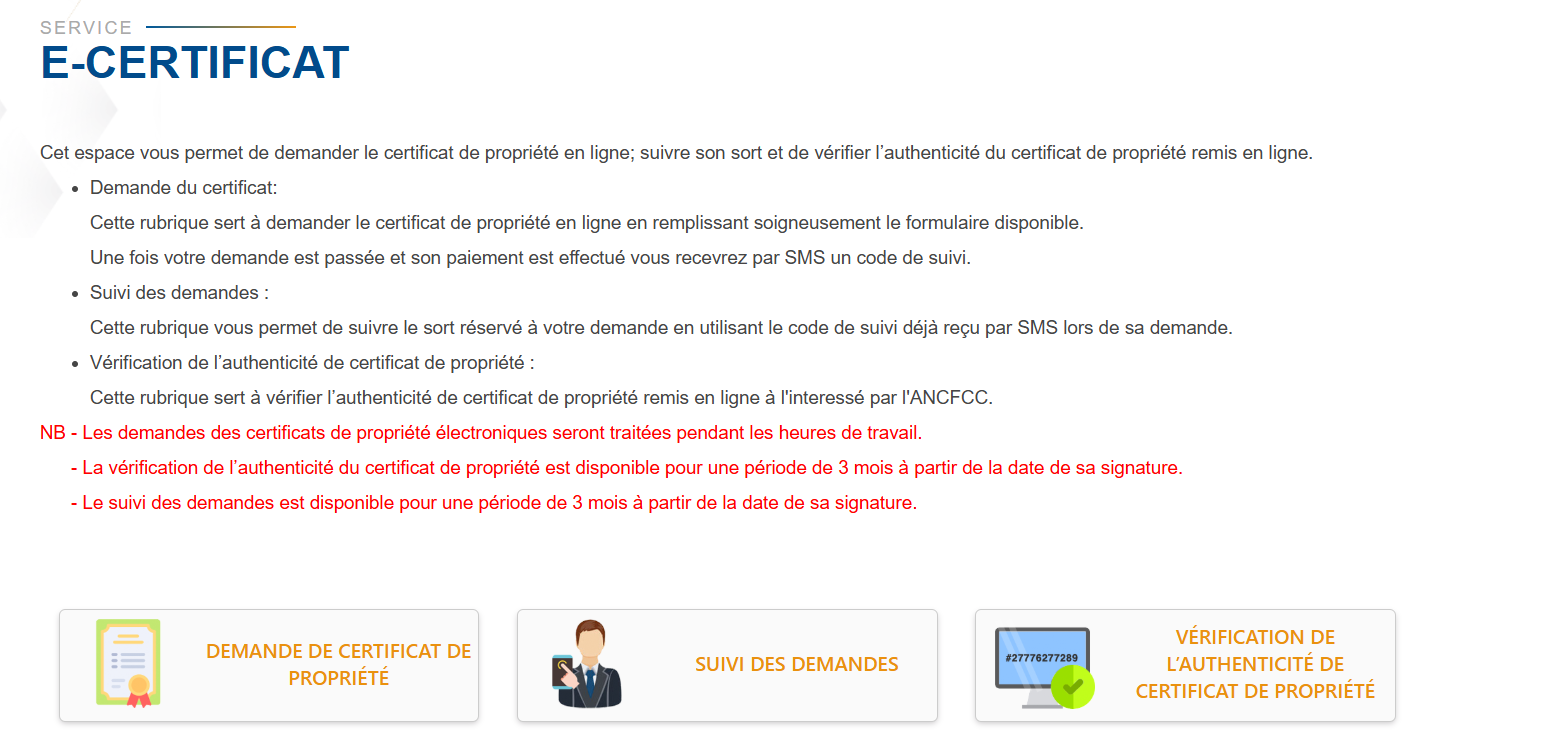 SERVICE
E-CERTIFICAT
Cet espace vous permet de demander le certificat de propriété en ligne; suivre son sort et de vérifier l’authenticité du certificat de propriété remis en ligne.
• Demande du certificat:
Cette rubrique sert à demander le certificat de propriété en ligne en remplissant soigneusement le formulaire disponible.
Une fois votre demande est passée et son paiement est effectué vous recevrez par SMS un code de suivi.
• Suivi des demandes :
Cette rubrique vous permet de suivre le sort réservé à votre demande en utilisant le code de suivi déjà reçu par SMS lors de sa demande.
• Vérification de l’authenticité de certificat de propriété :
Cette rubrique sert à vérifier l’authenticité de certificat de propriété remis en ligne à l'interessé par l'ANCFCC.
NB - Les demandes des certificats de propriété électroniques seront traitées pendant les heures de travail.
- La vérification de l’authenticité du certificat de propriété est disponible pour une période de 3 mois à partir de la date de sa signature.
- Le suivi des demandes est disponible pour une période de 3 mois à partir de la date de sa signature.
DEMANDE DE CERTIFICAT DE
PROPRIÉTÉ
SUIVI DES DEMANDES
#27776277289
VÉRIFICATION DE
L’AUTHENTICITÉ DE
CERTIFICAT DE PROPRIÉTÉ